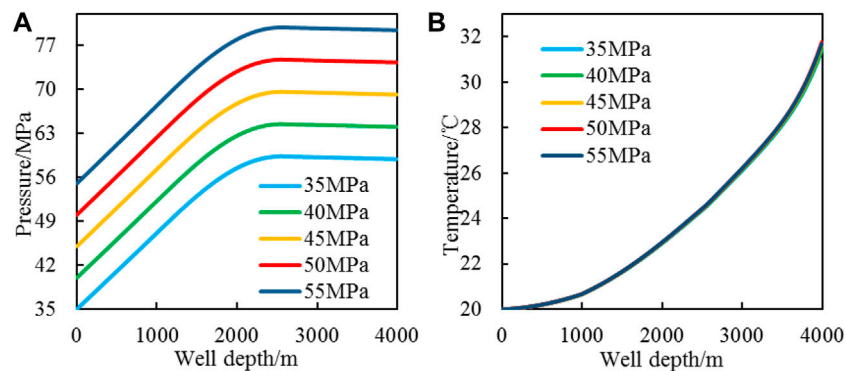 A
Pressure/MPa
77
70
63
56
49
42
35
0 1000 2000 3000 4000
Well depth/m
35MPa
40MPa
45MPa
50MPa
55MPa
B
Temperature/℃
32
30
28
26
24
22
20
0 1000 2000 3000 4000
Well depth/m
35MPa
40MPa
45MPa
50MPa
55MPa